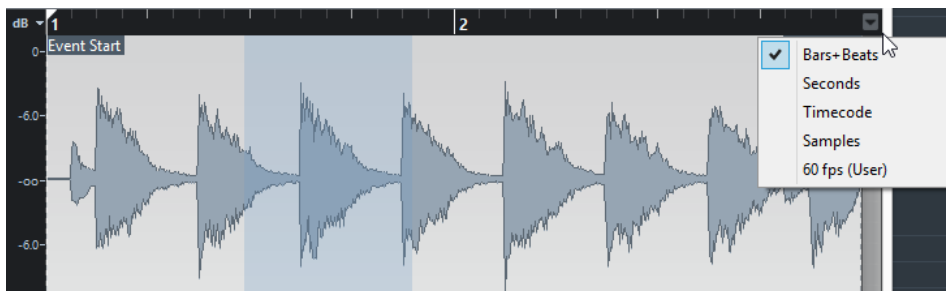 dB
1
2
0
Event Start
-6.0
-oo
-6.0
Bars+Beats
Seconds
Timecode
Samples
60 fps (User)